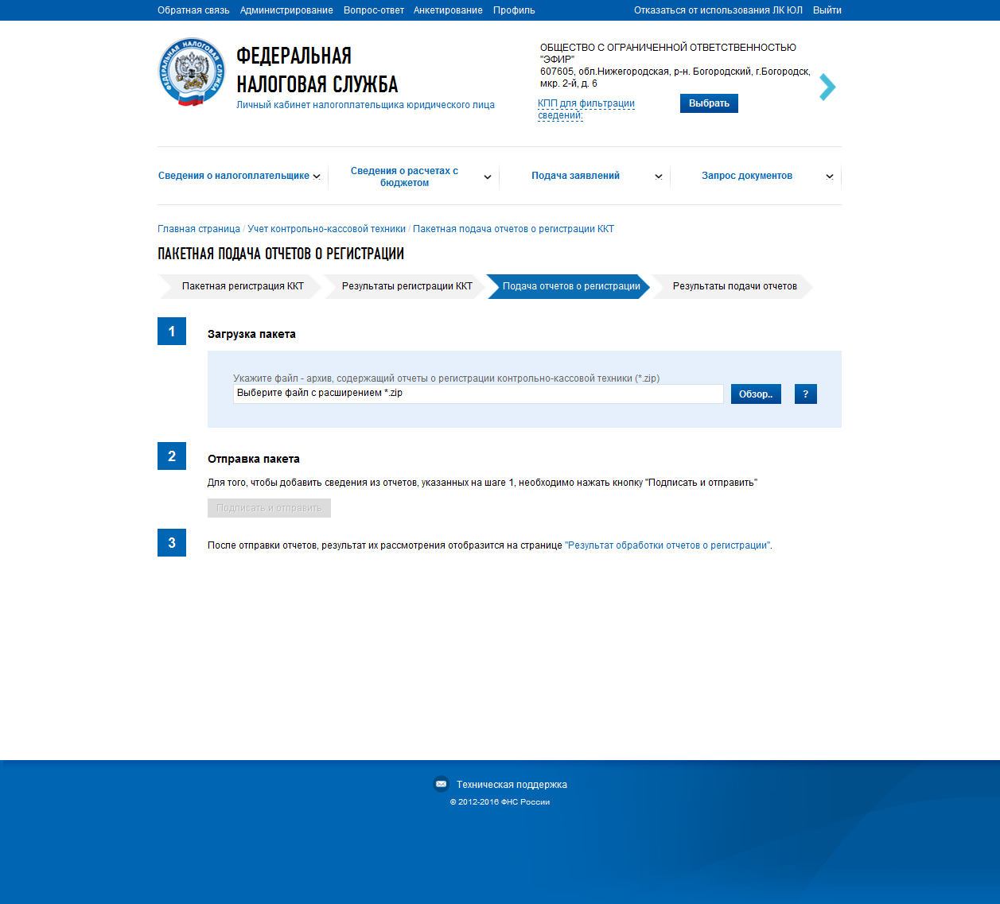 Обратная связь Администрирование Вопрос-ответ Анкетирование Профиль Отказаться от использования ЛК ЮЛ Выйти
ФЕДЕРАЛЬНАЯ НАЛОГОВАЯ СЛУЖБА
ФЕДЕРАЛЬНАЯ
НАЛОГОВАЯ СЛУЖБА
Личный кабинет налогоплательщика юридического лица
ОБЩЕСТВО С ОГРАНИЧЕННОЙ ОТВЕТСТВЕННОСТЬЮ
"ЭФИР"
607605, обл.Нижегородская, р-н. Богородский, г.Богородск,
мкр. 2-й, д. 6
КПП для фильтрации
сведений:
Выбрать
Сведения о налогоплательщике
Сведения о расчетах с
бюджетом
Подача заявлений
Запрос документов
Главная страница / Учет контрольно-кассовой техники / Пакетная подача отчетов о регистрации ККТ
ПАКЕТНАЯ ПОДАЧА ОТЧЕТОВ О РЕГИСТРАЦИИ
Пакетная регистрация ККТ Результаты регистрации ККТ Подача отчетов о регистрации Результаты подачи отчетов
1 Загрузка пакета
Укажите файл - архив, содержащий отчеты о регистрации контрольно-кассовой техники (*.zip)
Выберите файл с расширением *.zip Обзор.. ?
2 Отправка пакета
Для того, чтобы добавить сведения из отчетов, указанных на шаге 1, необходимо нажать кнопку "Подписать и отправить"
Подписать и отправить
3 После отправки отчетов, результат их рассмотрения отобразится на странице "Результат обработки отчетов о регистрации".
Техническая поддержка
© 2012-2016 ФНС России